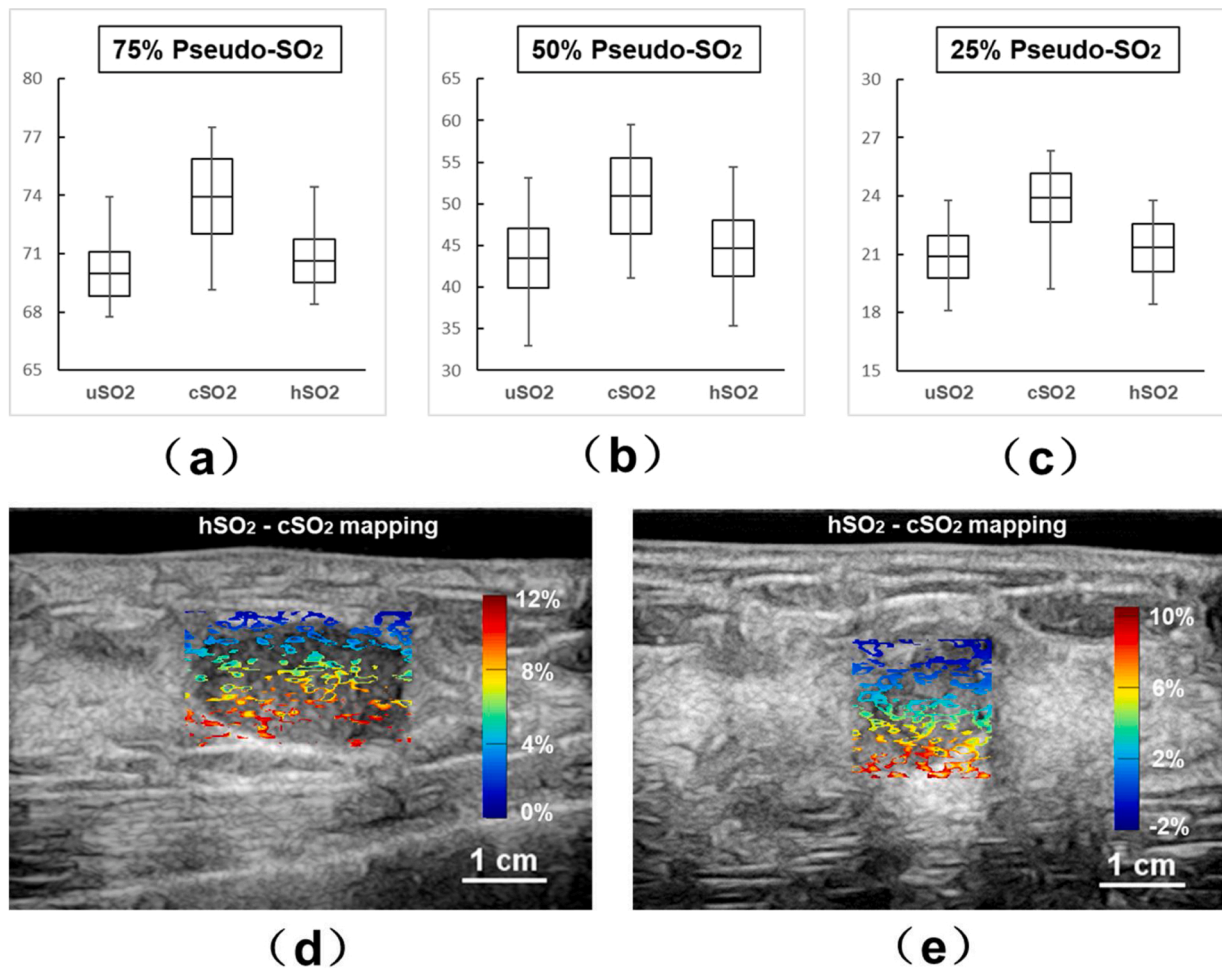 75% Pseudo-SO2
80
77
74
71
68
65
uSO2 cSO2 hSO2
(a)
50% Pseudo-SO2
65
60
55
50
45
40
35
30
uSO2 cSO2 hSO2
(b)
25% Pseudo-SO2
30
27
24
21
18
15
uSO2 cSO2 hSO2
(c)
hSO2 - cSO2 mapping
12%
8%
4%
0%
1 cm
(d)
hSO2 - cSO2 mapping
10%
6%
2%
-2%
1 cm
(e)